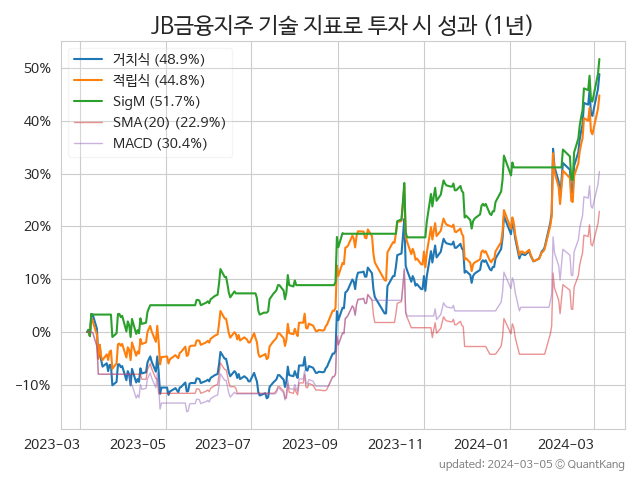 JB금융지주 기술 지표로 투자 시 성과 (1년)
거치식 (48.9%)
적립식 (44.8%)
SigM (51.7%)
SMA(20) (22.9%)
MACD (30.4%)
50%
40%
30%
20%
10%
0%
−10%
2023-03 2023-05 2023-07 2023-09 2023-11 2024-01 2024-03
updated: 2024-03-05 © QuantKang